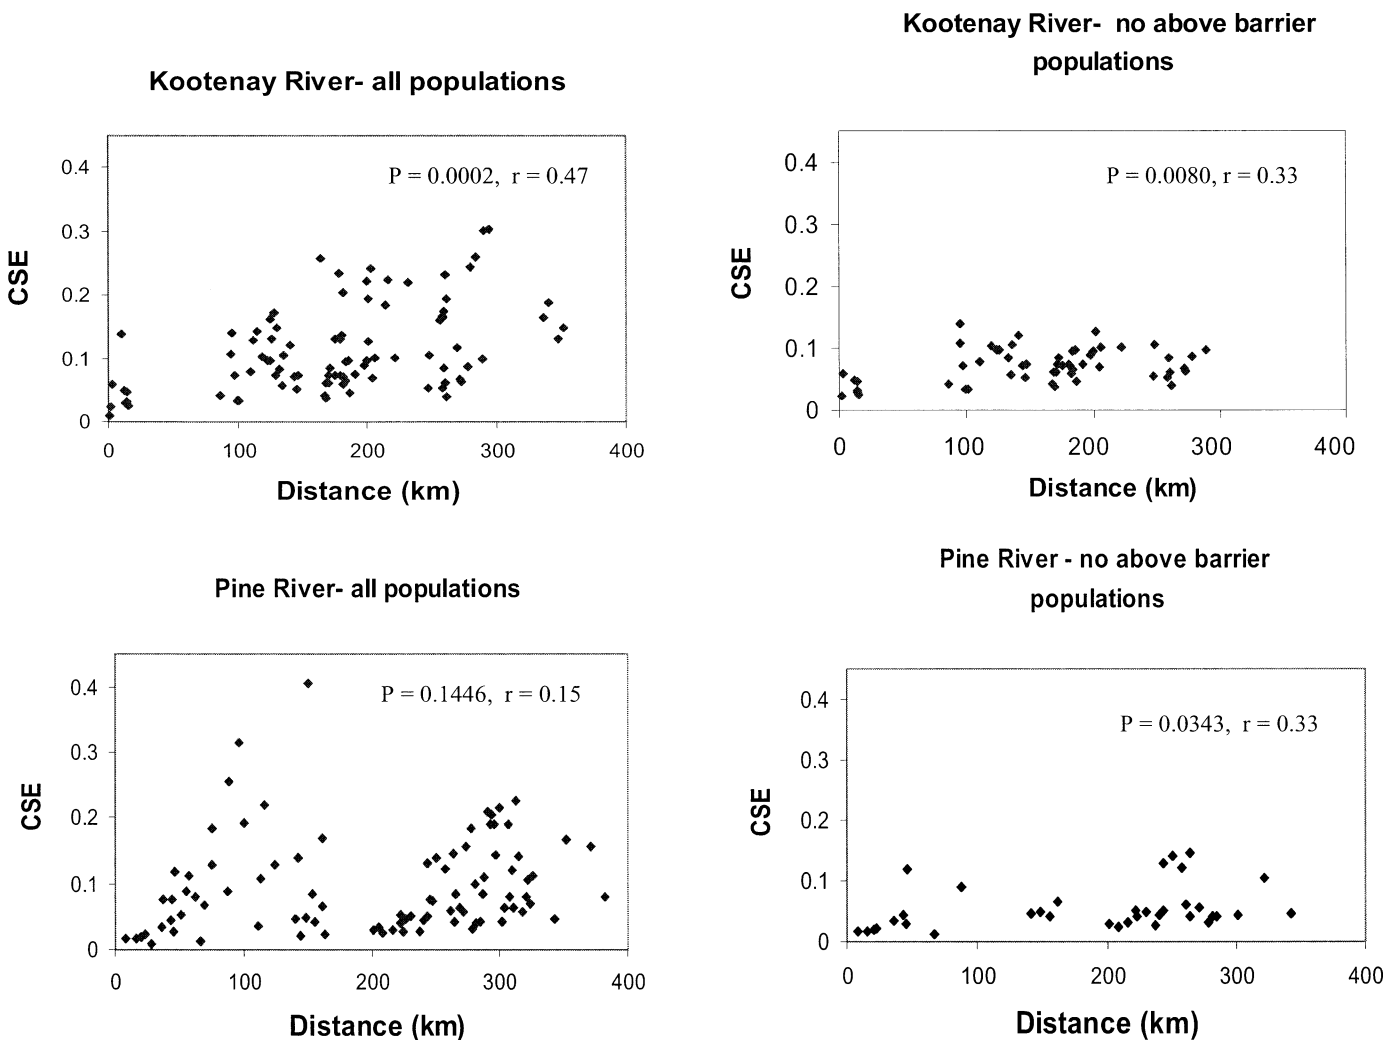 Kootenay River- all populations
P = 0.0002, r = 0.47
CSE
0.4
0.3
0.2
0.1
0
0 100 200 300 400
Distance (km)
Kootenay River- no above barrier
populations
P = 0.0080, r = 0.33
CSE
0.4
0.3
0.2
0.1
0
0 100 200 300 400
Distance (km)
Pine River- all populations
P = 0.1446, r = 0.15
CSE
0.4
0.3
0.2
0.1
0
0 100 200 300 400
Distance (km)
Pine River - no above barrier
populations
P = 0.0343, r = 0.33
CSE
0.4
0.3
0.2
0.1
0
0 100 200 300 400
Distance (km)